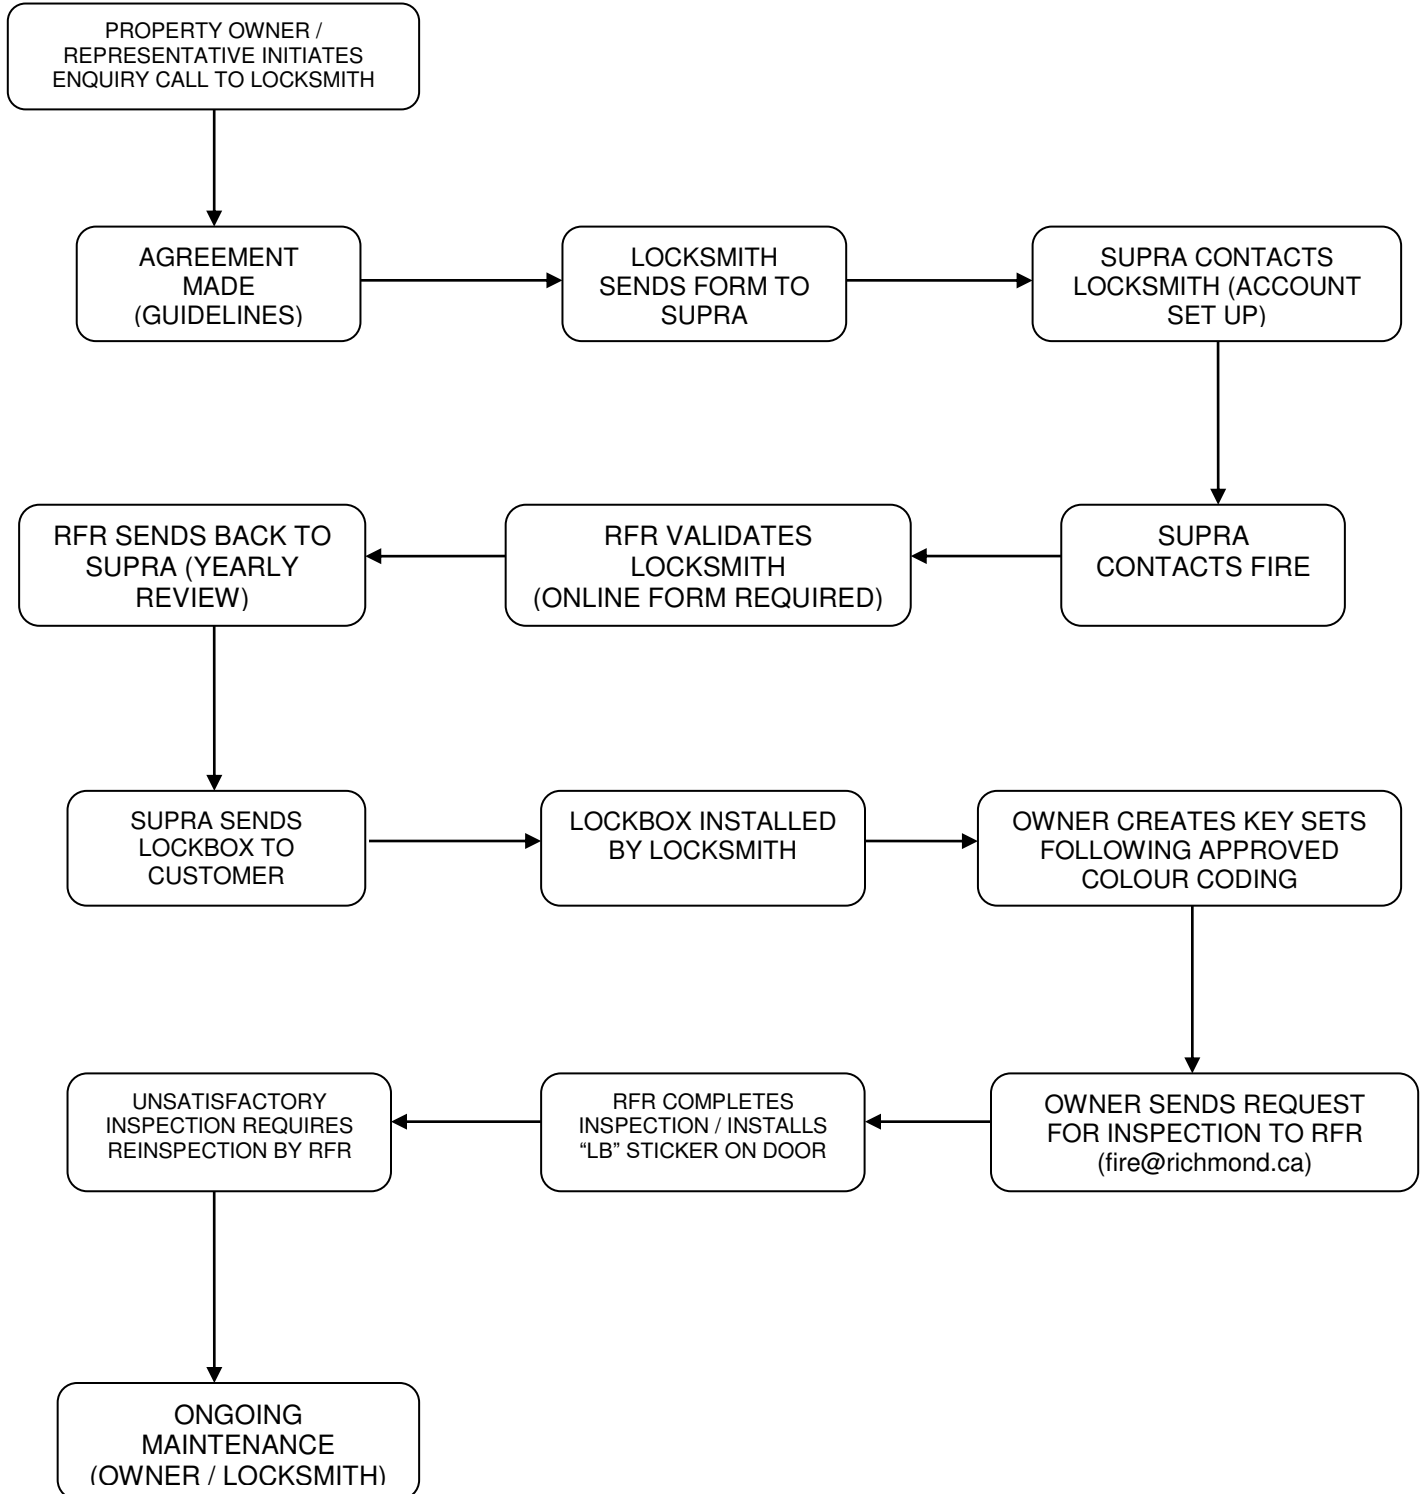 PROPERTY OWNER /
REPRESENTATIVE INITIATES
ENQUIRY CALL TO LOCKSMITH
AGREEMENT
MADE
(GUIDELINES)
LOCKSMITH
SENDS FORM TO
SUPRA
SUPRA CONTACTS
LOCKSMITH (ACCOUNT
SET UP)
SUPRA
CONTACTS FIRE
RFR VALIDATES
LOCKSMITH
(ONLINE FORM REQUIRED)
RFR SENDS BACK TO
SUPRA (YEARLY
REVIEW)
SUPRA SENDS
LOCKBOX TO
CUSTOMER
LOCKBOX INSTALLED
BY LOCKSMITH
OWNER CREATES KEY SETS
FOLLOWING APPROVED
COLOUR CODING
OWNER SENDS REQUEST
FOR INSPECTION TO RFR
(fire@richmond.ca)
RFR COMPLETES
INSPECTION / INSTALLS
“LB” STICKER ON DOOR
UNSATISFACTORY
INSPECTION REQUIRES
REINSPECTION BY RFR
ONGOING
MAINTENANCE
(OWNER / LOCKSMITH)